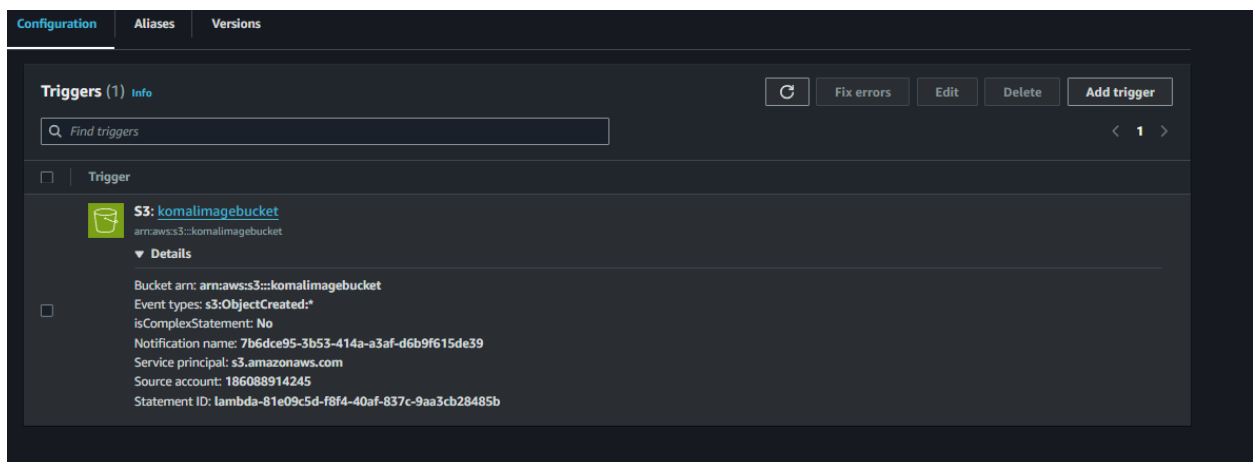 Configuration Aliases Versions
Triggers (1) Info
Fix errors Edit Delete Add trigger
Find triggers
1
Trigger
S3: komalimagebucket
arn:aws:s3:::komalimagebucket
▼ Details
Bucket arn: arn:aws:s3:::komalimagebucket
Event types: s3:ObjectCreated:*
isComplexStatement: No
Notification name: 7b6dce95-3b53-414a-a3af-d6b9f615de39
Service principal: s3.amazonaws.com
Source account: 186088914245
Statement ID: lambda-81e09c5d-f8f4-40af-837c-9aa3cb28485b